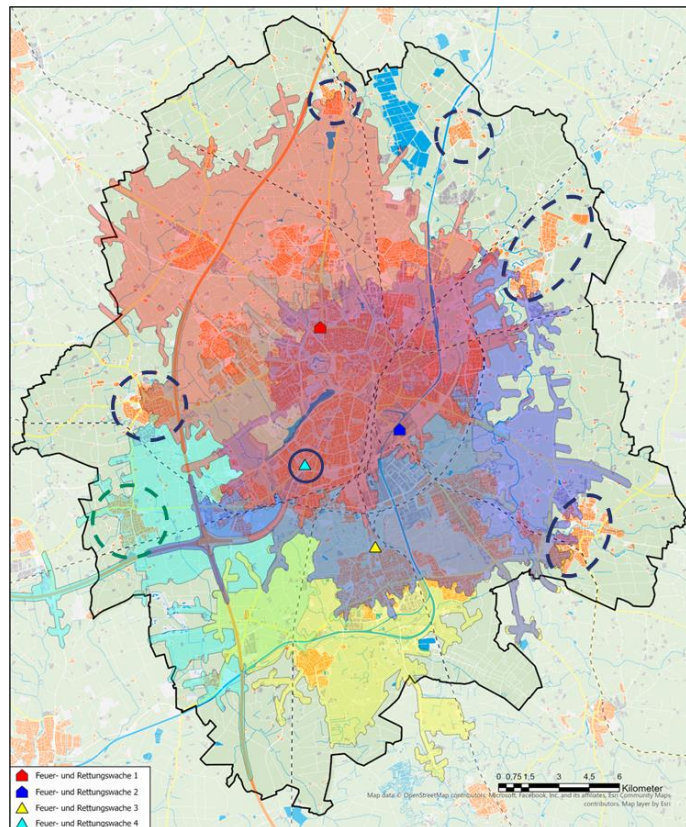 Feuer- und Rettungswache 1
Feuer- und Rettungswache 2
Feuer- und Rettungswache 3
Feuer- und Rettungswache 4
0 0,75 1,5 3 4,5 6
Kilometer
Map data © OpenStreetMap contributors, Microsoft, Facebook, Inc. and its affiliates, Esri Community Maps
contributors, Map layer by Esri